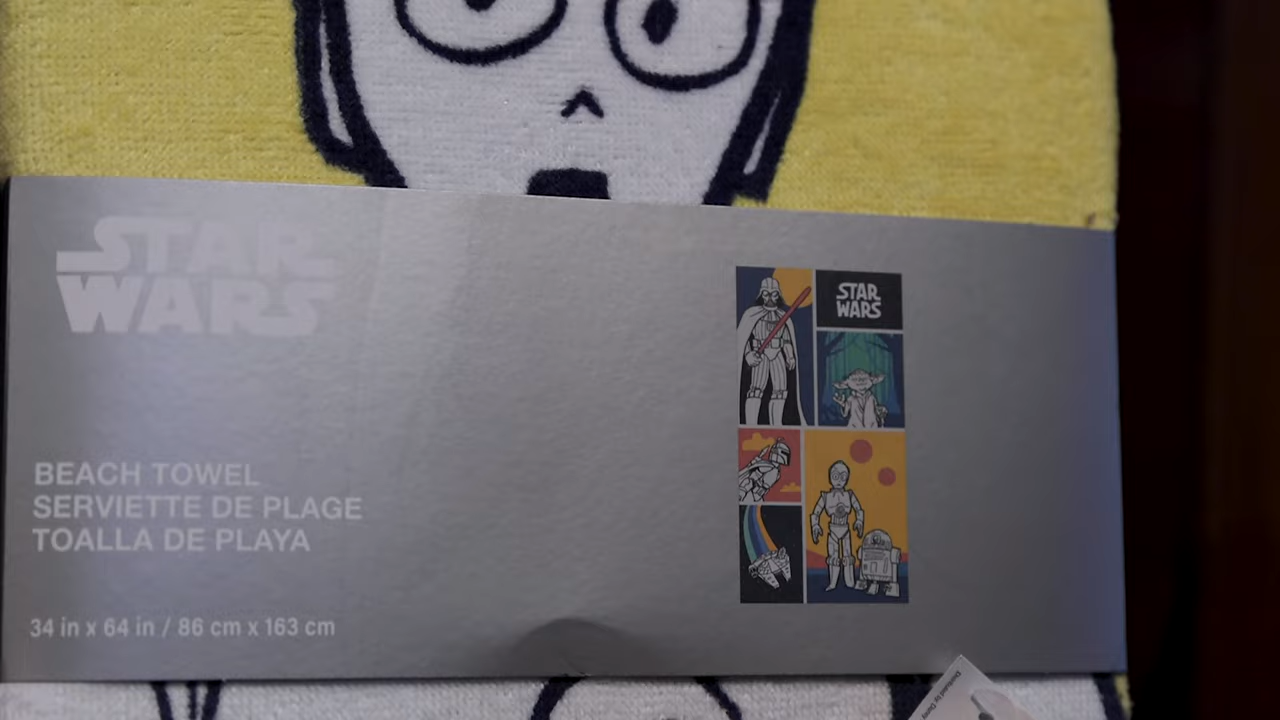 STAR
WARS
BEACH TOWEL
SERVIETTE DE PLAGE
TOALLA DE PLAYA
34 in x 64 in / 86 cm x 163 cm
STAR
WARS